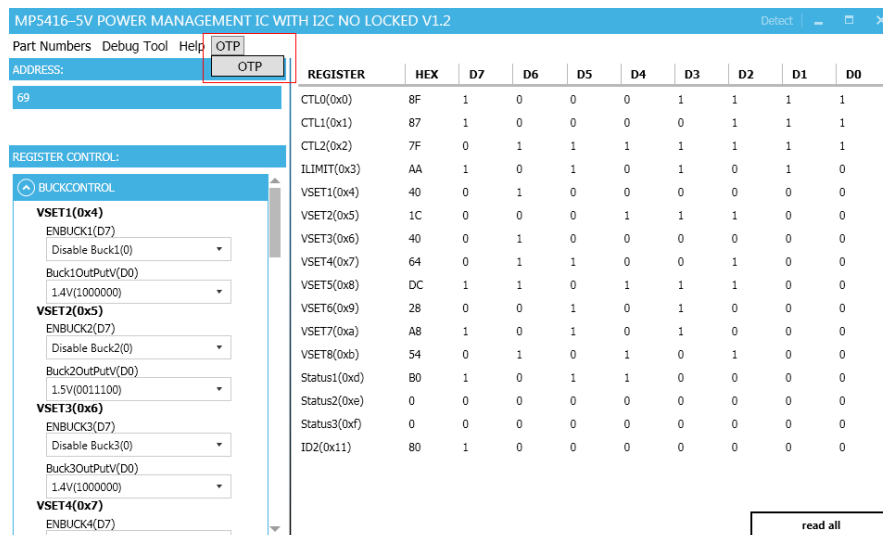 MP5416–5V POWER MANAGEMENT IC WITH I2C NO LOCKED V1.2
Detect
Part Numbers Debug Tool Help OTP
OTP
ADDRESS:
69
REGISTER CONTROL:
BUCKCONTROL
VSET1(0x4)
ENBUCK1(D7)
Disable Buck1(0)
Buck1OutPutV(D0)
1.4V(1000000)
VSET2(0x5)
ENBUCK2(D7)
Disable Buck2(0)
Buck2OutPutV(D0)
1.5V(0011100)
VSET3(0x6)
ENBUCK3(D7)
Disable Buck3(0)
Buck3OutPutV(D0)
1.4V(1000000)
VSET4(0x7)
ENBUCK4(D7)
REGISTER HEX D7 D6 D5 D4 D3 D2 D1 D0
CTL0(0x0) 8F 1 0 0 0 1 1 1 1
CTL1(0x1) 87 1 0 0 0 0 1 1 1
CTL2(0x2) 7F 0 1 1 1 1 1 1 1
ILIMIT(0x3) AA 1 0 1 0 1 0 1 0
VSET1(0x4) 40 0 1 0 0 0 0 0 0
VSET2(0x5) 1C 0 0 0 1 1 1 0 0
VSET3(0x6) 40 0 1 0 0 0 0 0 0
VSET4(0x7) 64 0 1 1 0 0 1 0 0
VSET5(0x8) DC 1 1 0 1 1 1 0 0
VSET6(0x9) 28 0 0 1 0 1 0 0 0
VSET7(0xa) A8 1 0 1 0 1 0 0 0
VSET8(0xb) 54 0 1 0 1 0 1 0 0
Status1(0xd) B0 1 0 1 1 0 0 0 0
Status2(0xe) 0 0 0 0 0 0 0 0 0
Status3(0xf) 0 0 0 0 0 0 0 0 0
ID2(0x11) 80 1 0 0 0 0 0 0 0
read all